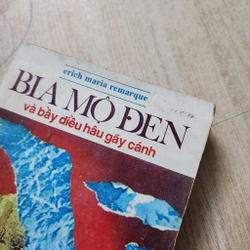 erich maria remarque
BIA MỘ ĐEN
và bầy diều hâu gãy cánh